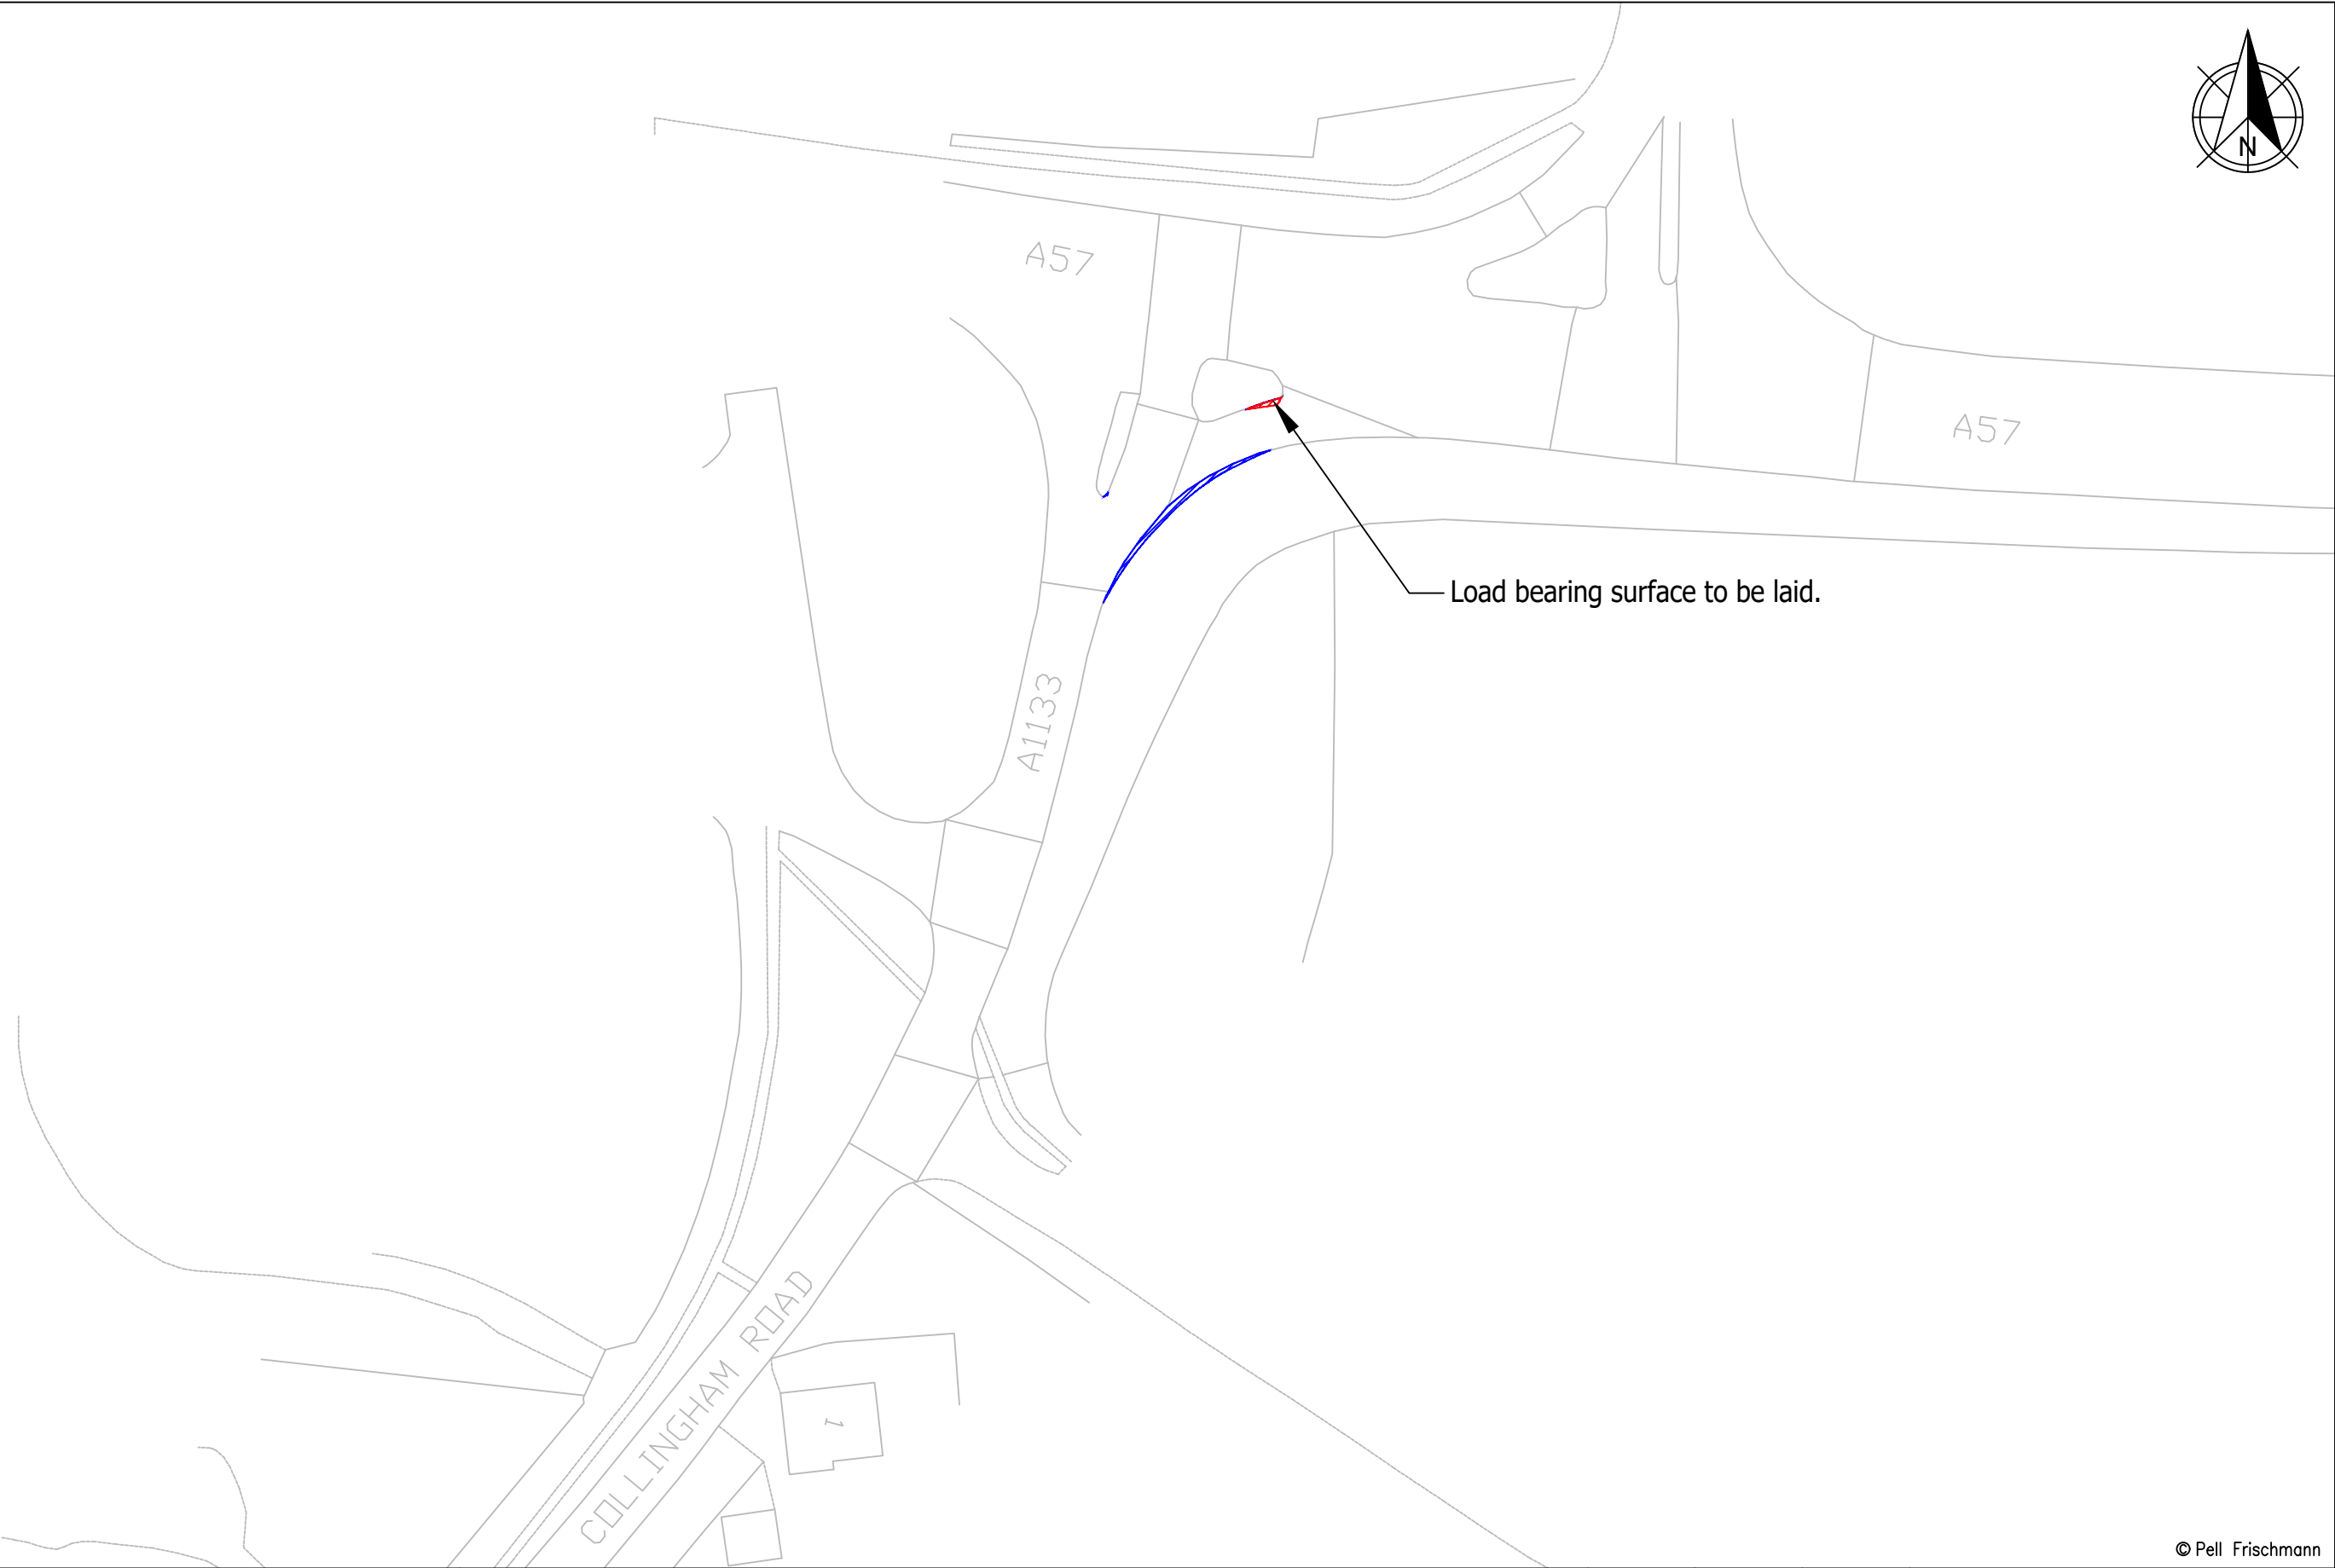 N
A57
A57
Load bearing surface to be laid.
A1133
COLLINGHAM ROAD
1
© Pell Frischmann